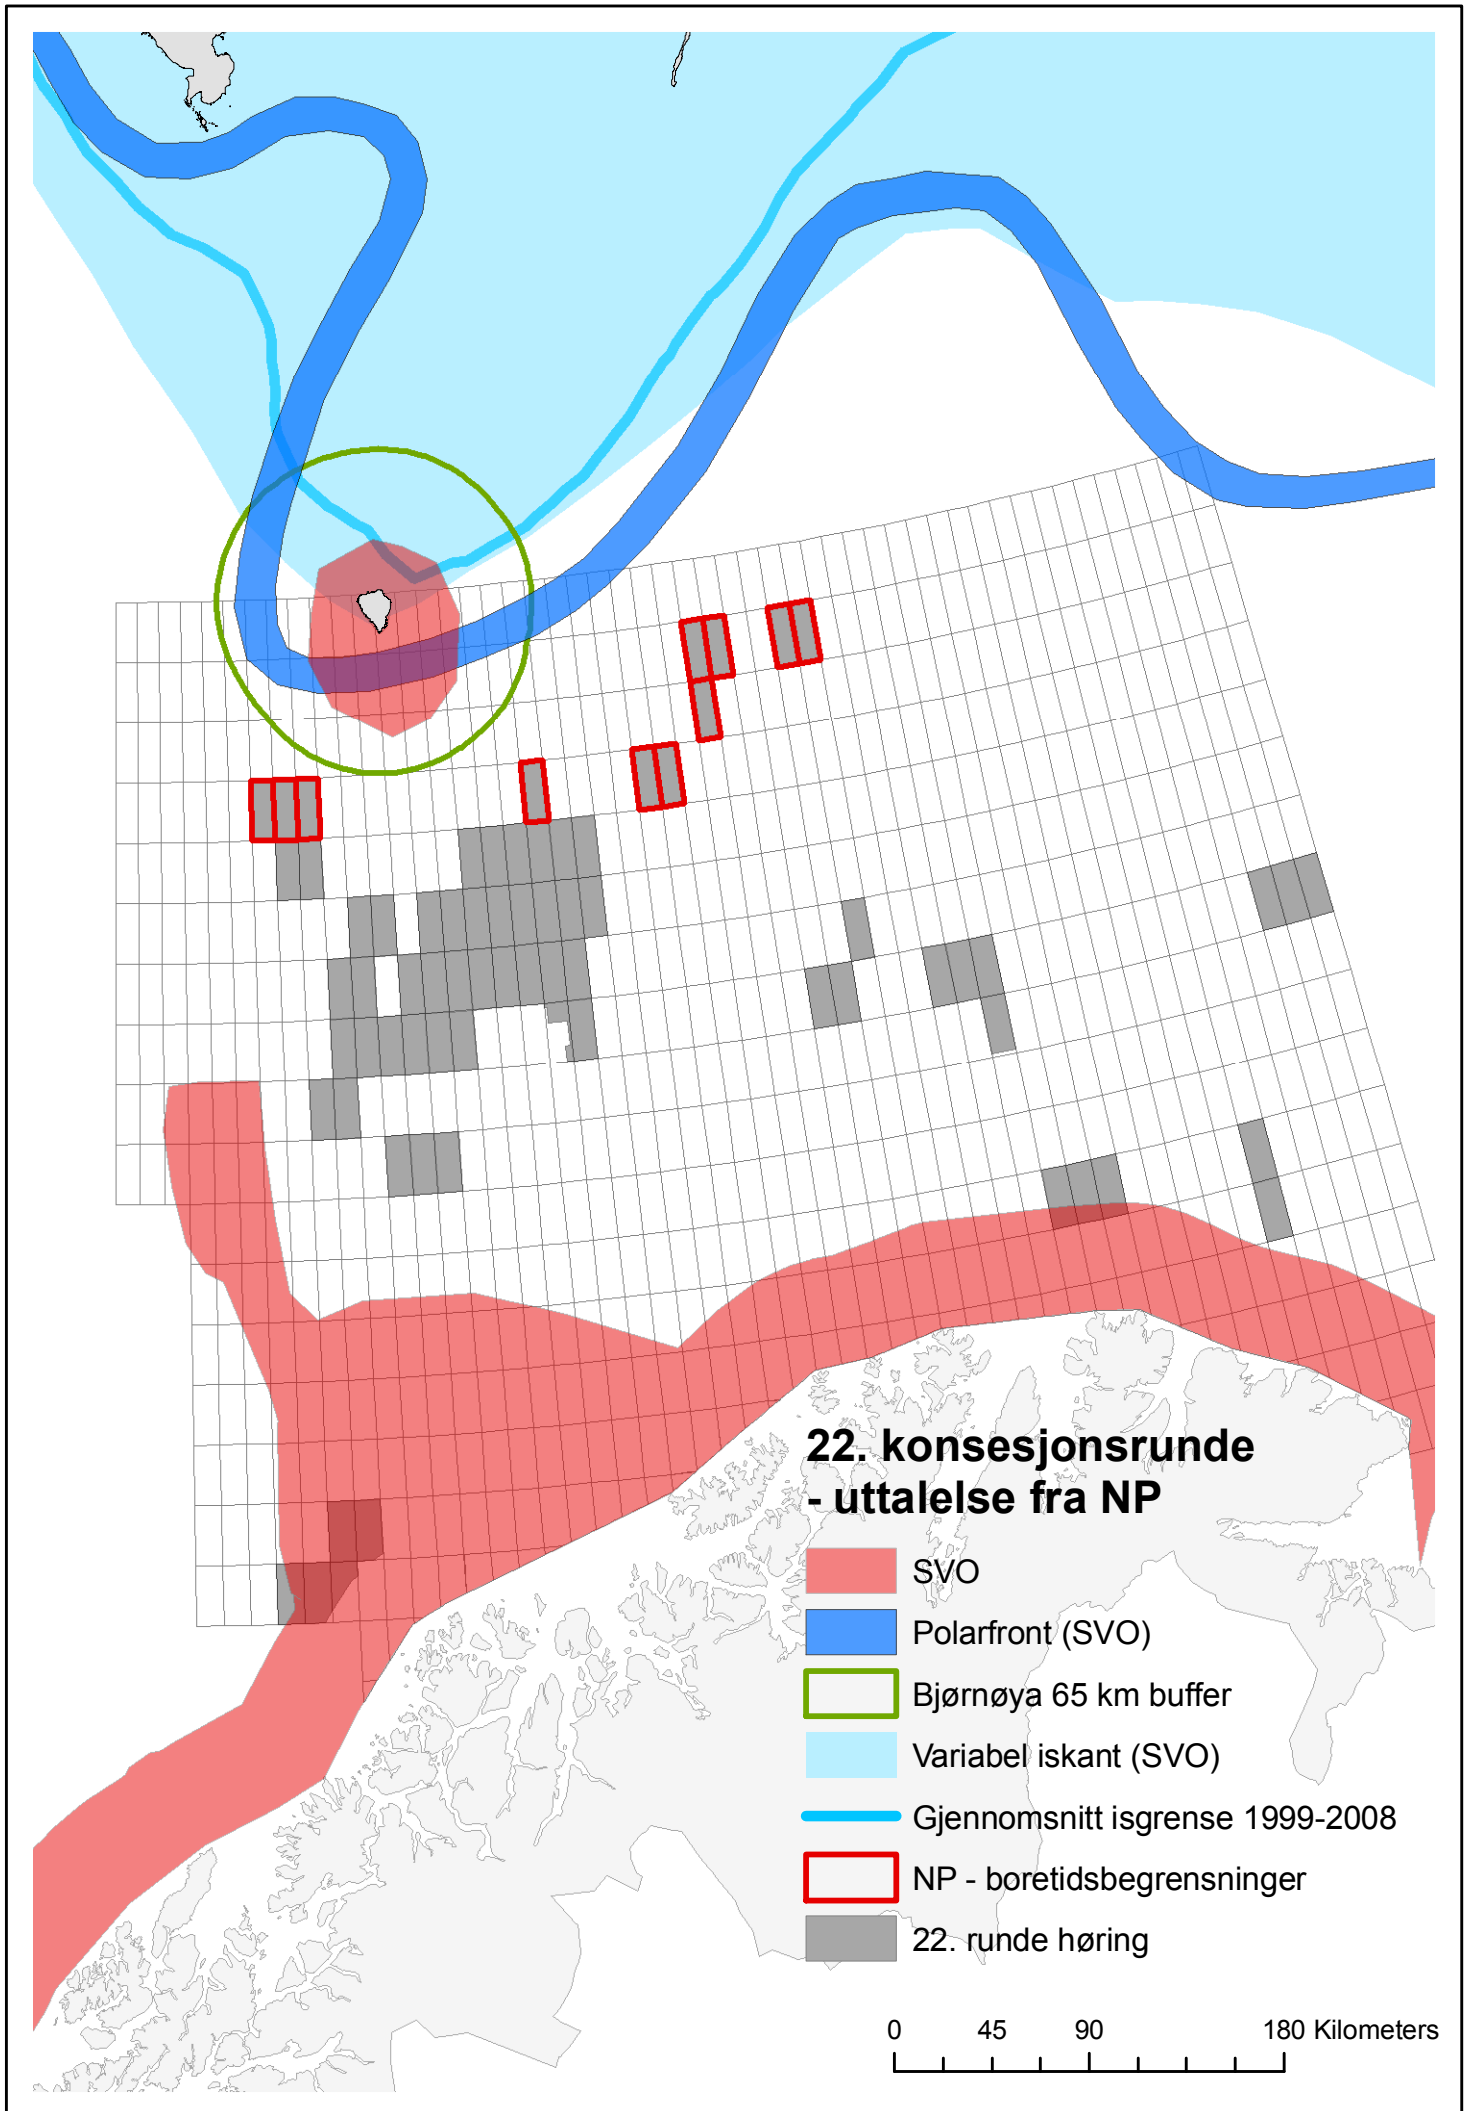 22. konsesjonsrunde
- uttalelse fra NP
SVO
Polarfront (SVO)
Bjørnøya 65 km buffer
Variabel iskant (SVO)
Gjennomsnitt isgrense 1999-2008
NP - boretidsbegrensninger
22. runde høring
0 45 90 180 Kilometers